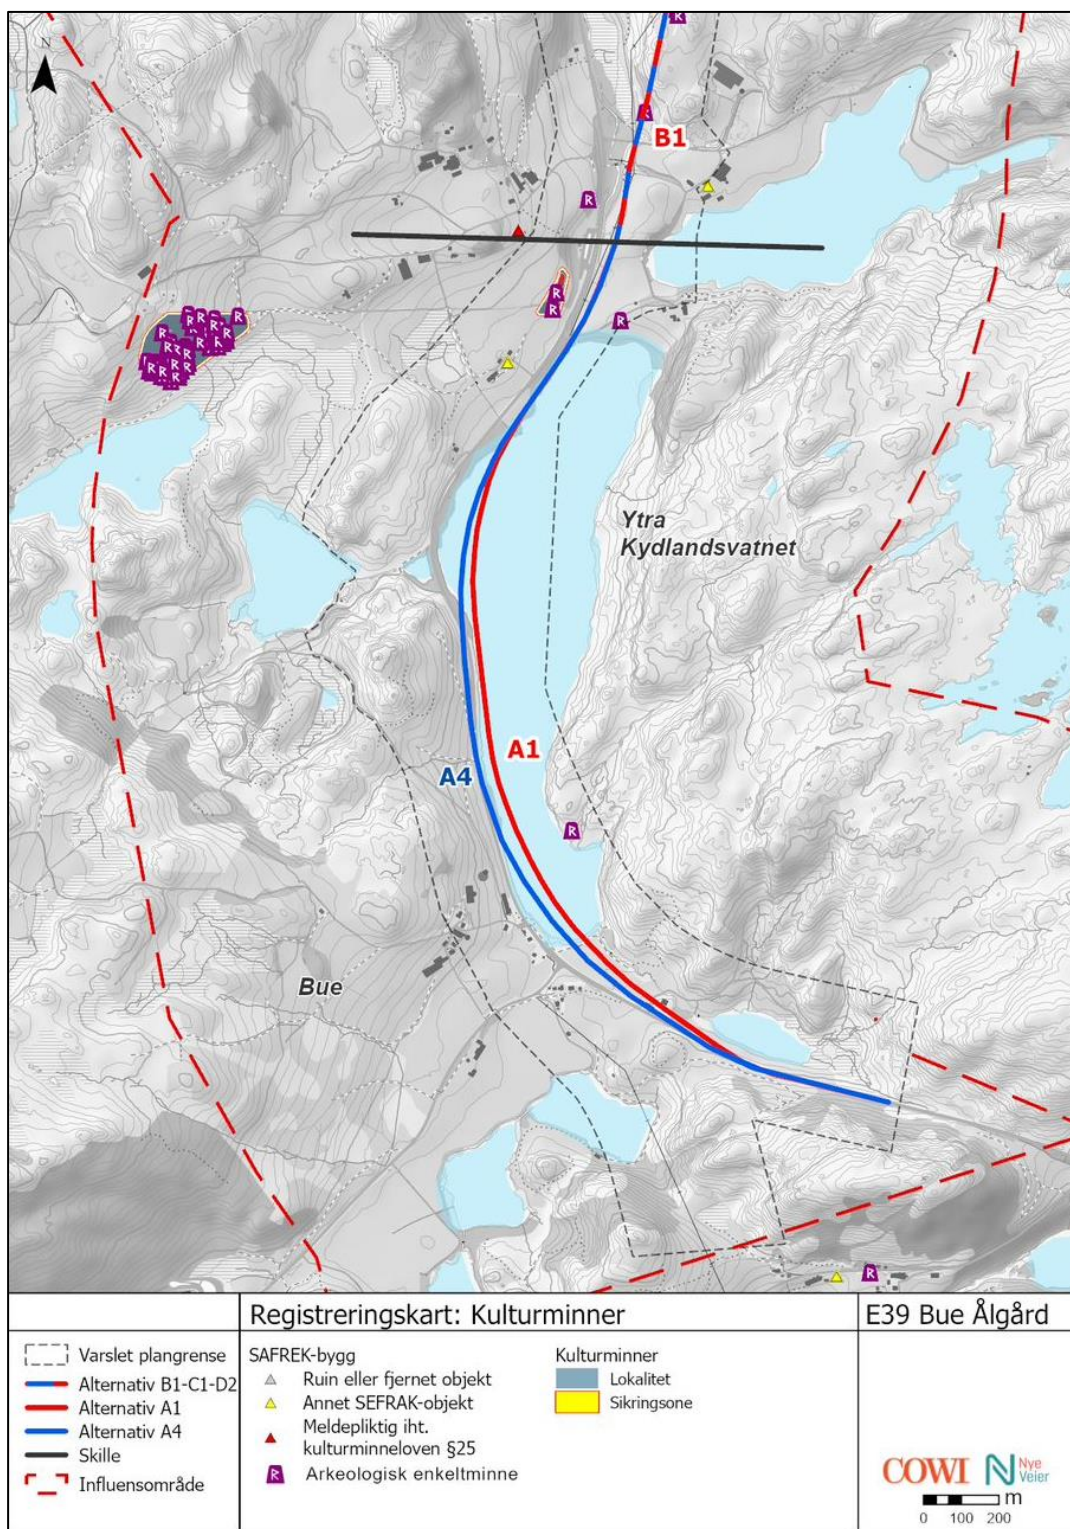 N
B1
Ytra
Kydlandsvatnet
A1
A4
Bue
Registreringskart: Kulturminner
E39 Bue Ålgård
Varslet plangrense
Alternativ B1-C1-D2
Alternativ A1
Alternativ A4
Skille
Influensområde
SAFREK-bygg
Ruin eller fjernet objekt
Annet SEFRAK-objekt
Meldepliktig iht.
kulturminneloven §25
R Arkeologisk enkeltminne
Kulturminner
Lokalitet
Sikringsone
COWI
Nye
Veier
m
0 100 200